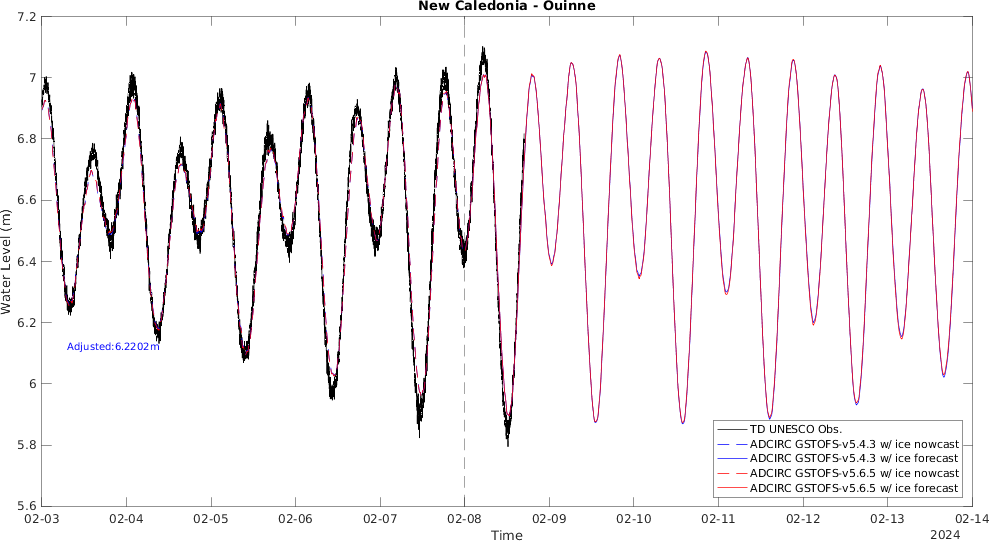 New Caledonia - Ouinne
7.2
7
6.8
6.6
6.4
6.2
6
5.8
5.6
Water Level (m)
Adjusted:6.2202m
TD UNESCO Obs.
ADCIRC GSTOFS-v5.4.3 w/ ice nowcast
ADCIRC GSTOFS-v5.4.3 w/ ice forecast
ADCIRC GSTOFS-v5.6.5 w/ ice nowcast
ADCIRC GSTOFS-v5.6.5 w/ ice forecast
02-03 02-04 02-05 02-06 02-07 02-08 02-09 02-10 02-11 02-12 02-13 02-14
Time
2024